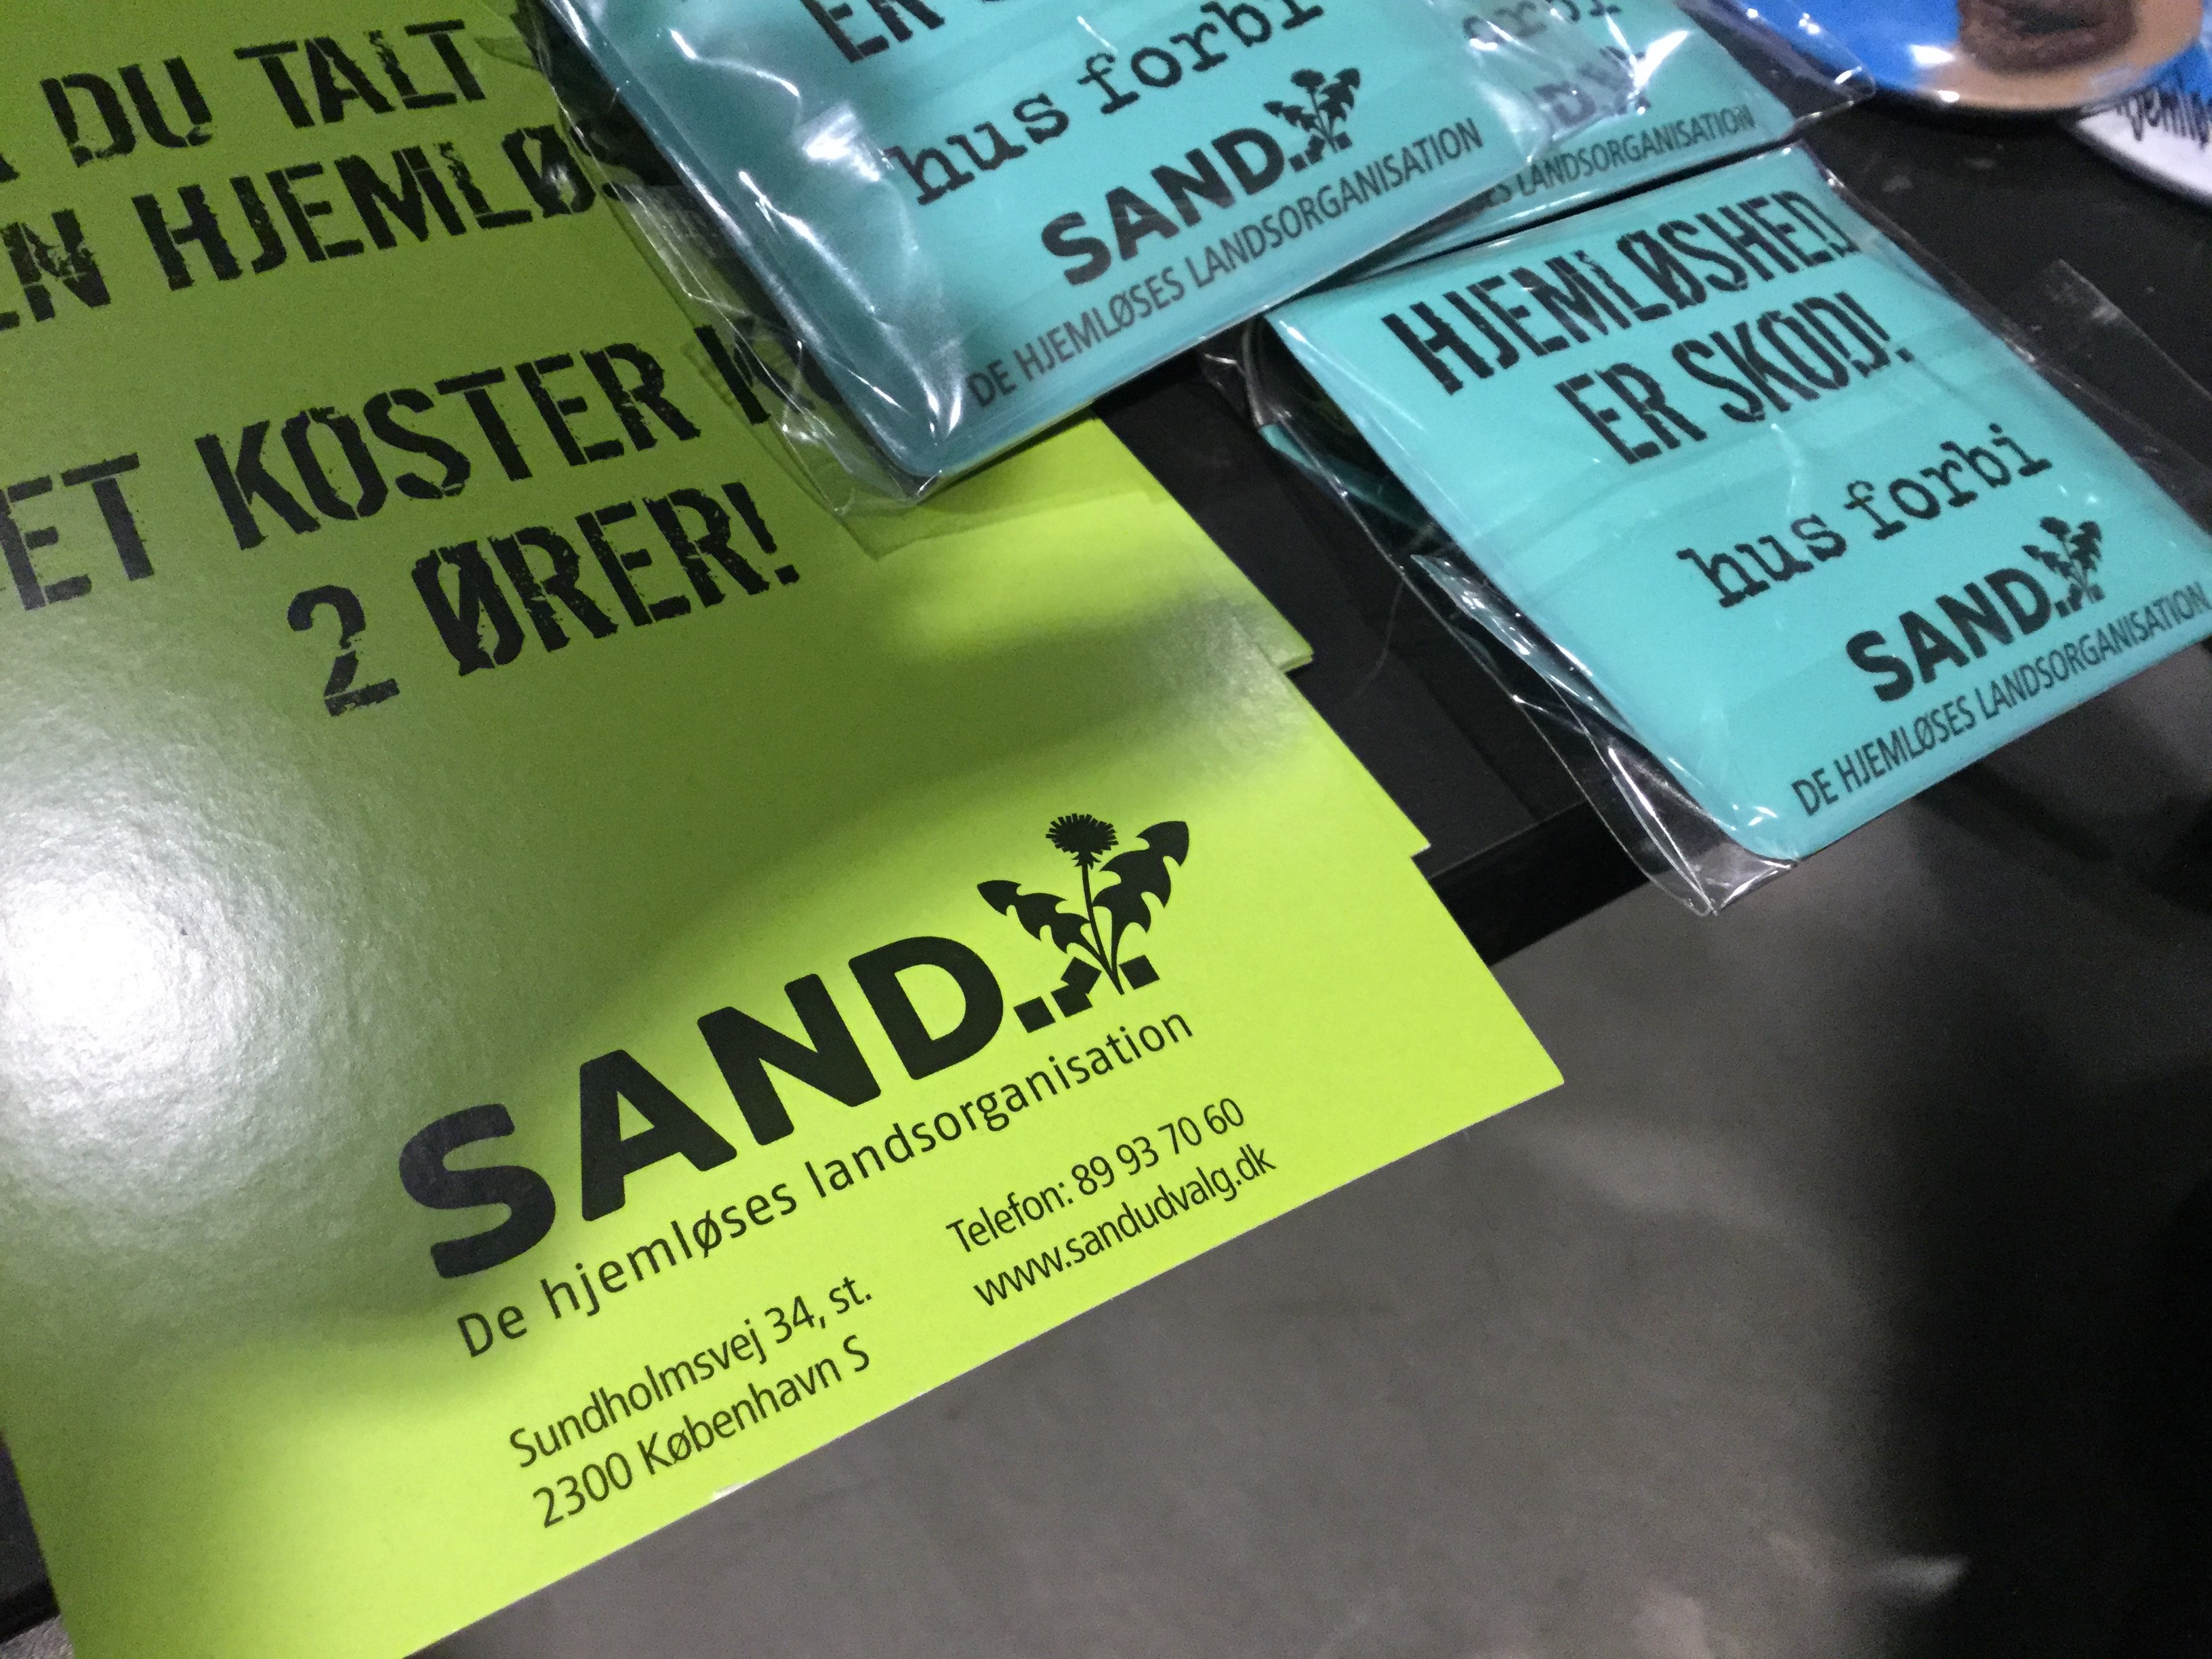 DU TALT
HJEMLØS
ET KOSTER
2 ØRER!
SAND
De hjemløses landsorganisation
Sundholmsvej 34, st.
2300 København S
Telefon: 89 93 70 60
www.sandudvalg.dk
ER
hus forbi
SAND
DE HJEMLØSES LANDSORGANISATION
LANDSORGANISATION
HJEMLØSHED
ER SKOD!
hus forbi
SAND
DE HJEMLØSES LANDSORGANISATION